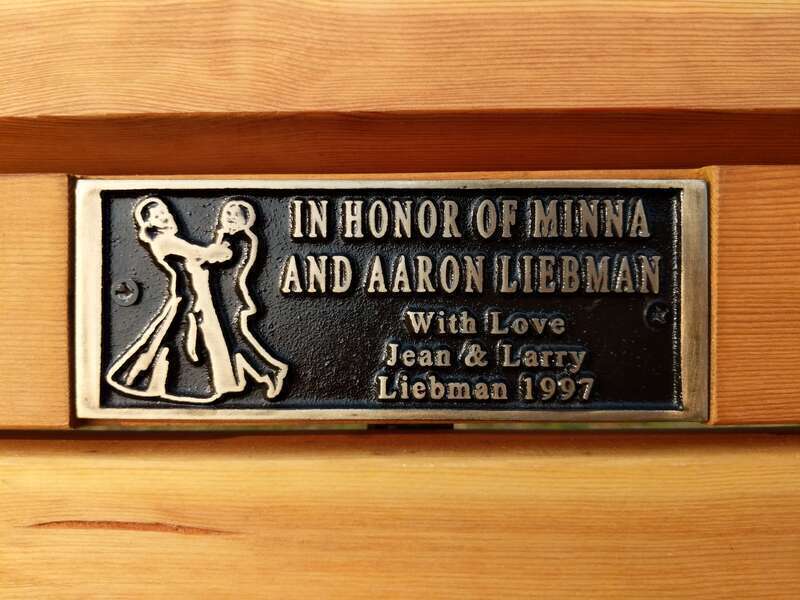 IN HONOR OF MINNA
AND AARON LIEBMAN
With Love
Jean & Larry
Liebman 1997